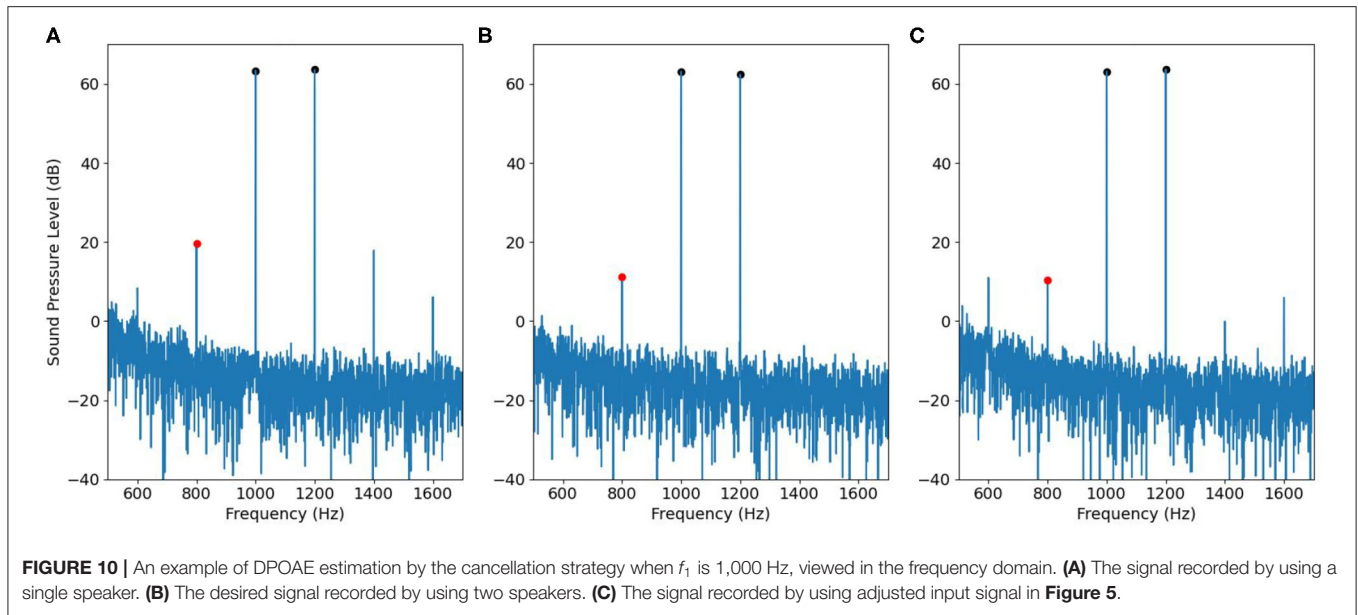 A
B
C
Sound Pressure Level (dB)
60
40
20
0
−20
−40
600 800 1000 1200 1400 1600
Frequency (Hz)
60
40
20
0
−20
−40
600 800 1000 1200 1400 1600
Frequency (Hz)
60
40
20
0
−20
−40
600 800 1000 1200 1400 1600
Frequency (Hz)
FIGURE 10 | An example of DPOAE estimation by the cancellation strategy when f₁ is 1,000 Hz, viewed in the frequency domain. (A) The signal recorded by using a
single speaker. (B) The desired signal recorded by using two speakers. (C) The signal recorded by using adjusted input signal in Figure 5.